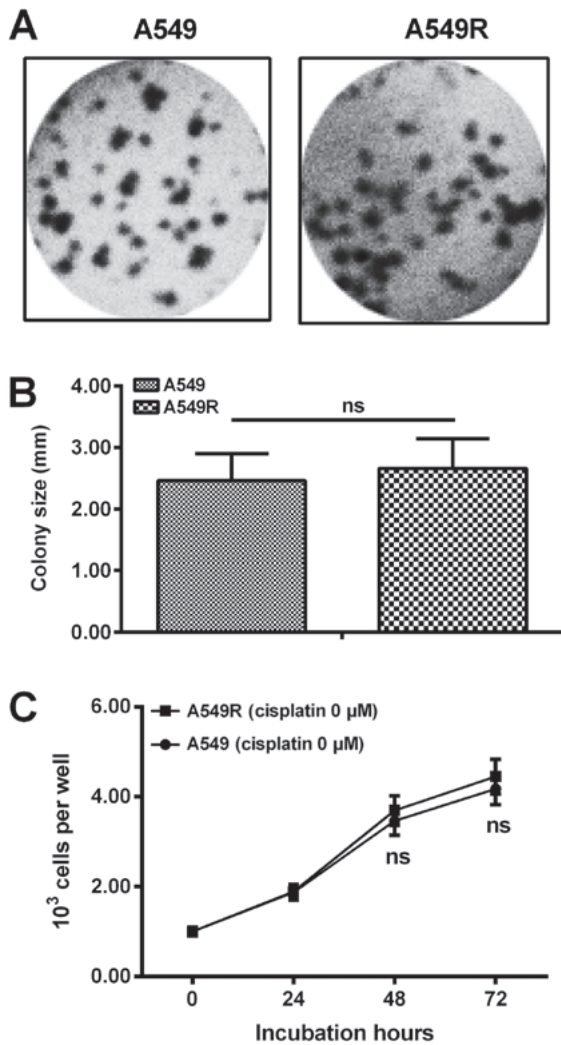 A
A549
A549R
B
4.00
3.00
2.00
1.00
0.00
Colony size (mm)
A549
A549R
ns
C
6.00
4.00
2.00
0.00
10³ cells per well
A549R (cisplatin 0 μM)
A549 (cisplatin 0 μM)
ns
ns
0 24 48 72
Incubation hours